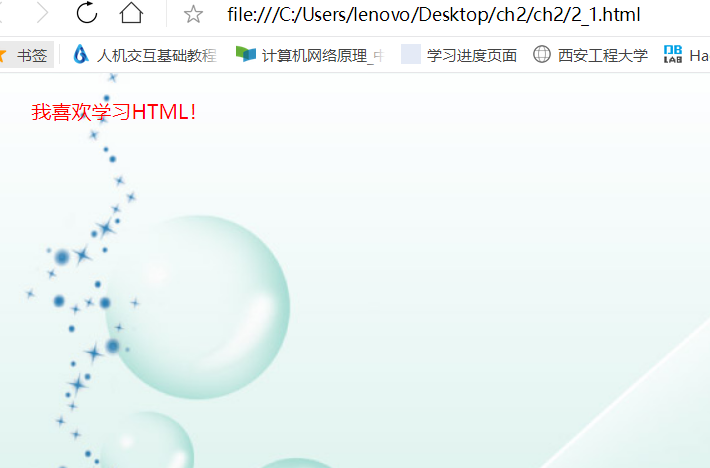 file:///C:/Users/lenovo/Desktop/ch2/ch2/2_1.html
书签 人机交互基础教程 计算机网络原理_中 学习进度页面 西安工程大学 DB LAB Ha
我喜欢学习HTML!